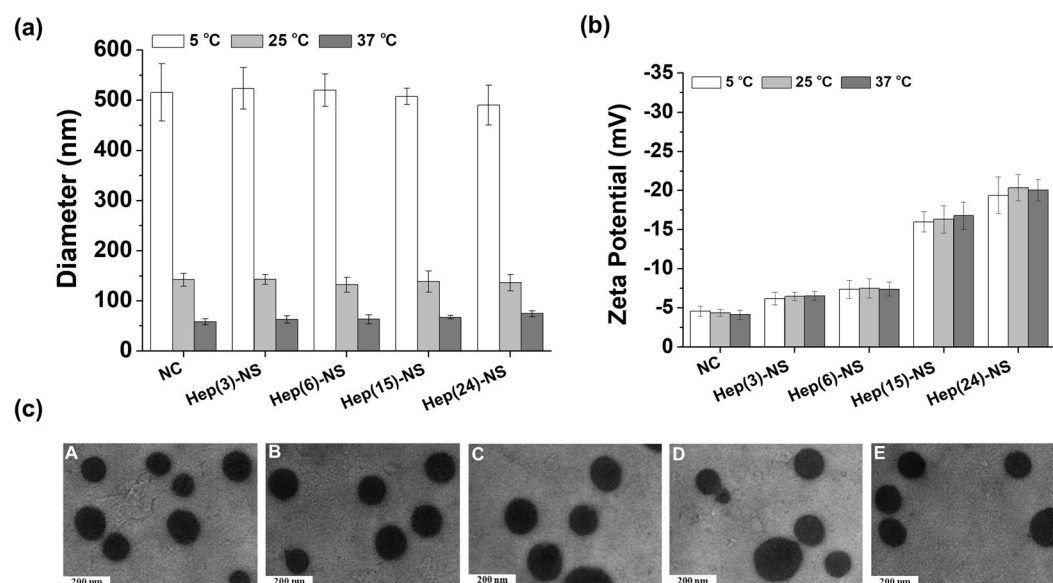 (a)
5 °C 25 °C 37 °C
Diameter (nm)
600
500
400
300
200
100
0
NC
Hep(3)-NS
Hep(6)-NS
Hep(15)-NS
Hep(24)-NS
(b)
5 °C 25 °C 37 °C
Zeta Potential (mV)
-35
-30
-25
-20
-15
-10
-5
0
NC
Hep(3)-NS
Hep(6)-NS
Hep(15)-NS
Hep(24)-NS
(c)
A
200 nm
B
200 nm
C
200 nm
D
200 nm
E
200 nm